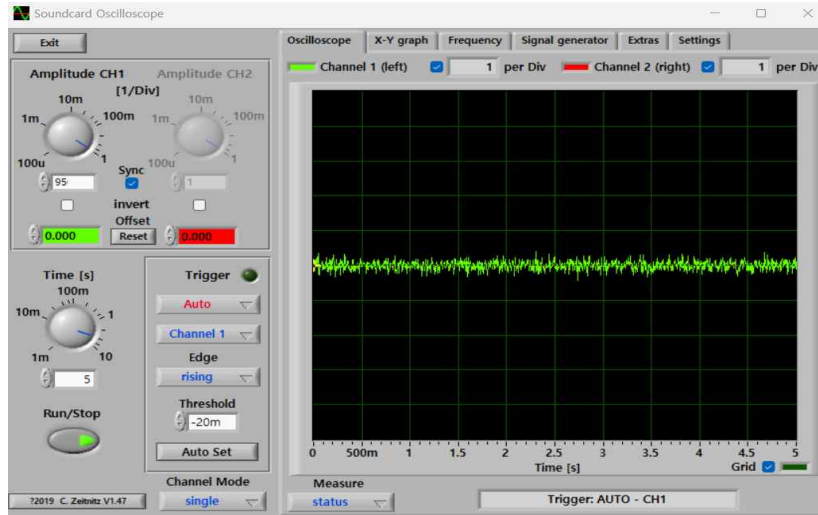 Soundcard Oscilloscope
Exit
Oscilloscope X-Y graph Frequency Signal generator Extras Settings
Channel 1 (left) 1 per Div Channel 2 (right) 1 per Div
Amplitude CH1 Amplitude CH2
[1/Div]
10m 10m
1m 100m 1m 100m
100u 1 100u 1
Sync
95 1
invert
Offset
0.000 Reset 0.000
Time [s]
100m
10m 1
1m 10
5
Run/Stop
Trigger
Auto
Channel 1
Edge
rising
Threshold
-20m
Auto Set
Channel Mode
single
?2019 C. Zeitnitz V1.47
0 500m 1 1.5 2 2.5 3 3.5 4 4.5 5
Time [s]
Grid
Measure
status
Trigger: AUTO - CH1